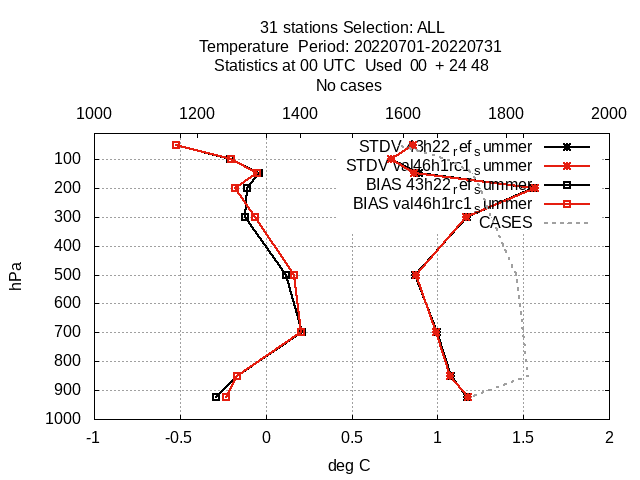 31 stations Selection: ALL
Temperature Period: 20220701-20220731
Statistics at 00 UTC Used 00 + 24 48
No cases
1000 1200 1400 1600 1800 2000
STDV 43h22_ref_summer
STDV val46h1rc1_summer
BIAS 43h22_ref_summer
BIAS val46h1rc1_summer
CASES
100
200
300
400
500
600
700
800
900
1000
hPa
-1 -0.5 0 0.5 1 1.5 2
deg C